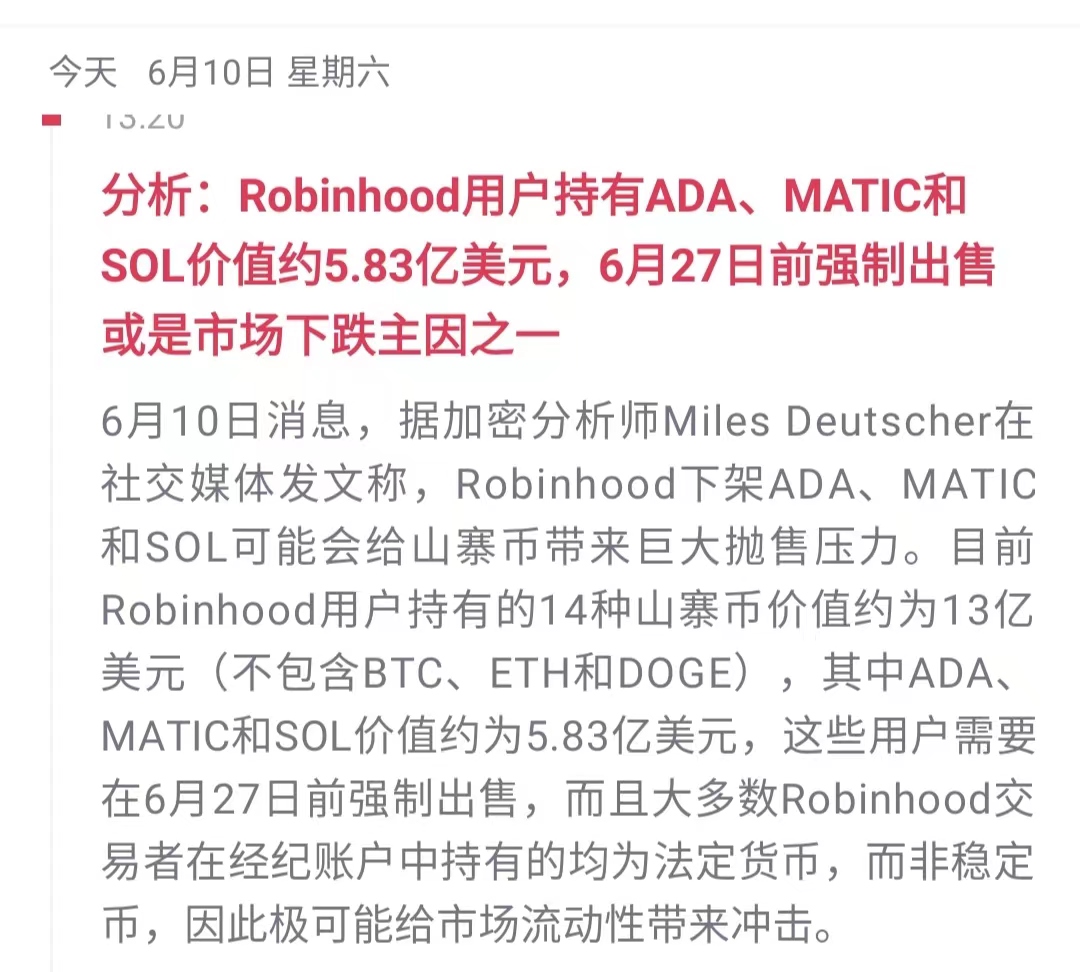 今天 6月10日 星期六
13:20
分析：Robinhood用户持有ADA、MATIC和
SOL价值约5.83亿美元，6月27日前强制出售
或是市场下跌主因之一
6月10日消息，据加密分析师Miles Deutscher在
社交媒体发文称，Robinhood下架ADA、MATIC
和SOL可能会给山寨币带来巨大抛售压力。目前
Robinhood用户持有的14种山寨币价值约为13亿
美元（不包含BTC、ETH和DOGE），其中ADA、
MATIC和SOL价值约为5.83亿美元，这些用户需要
在6月27日前强制出售，而且大多数Robinhood交
易者在经纪账户中持有的均为法定货币，而非稳定
币，因此极可能给市场流动性带来冲击。